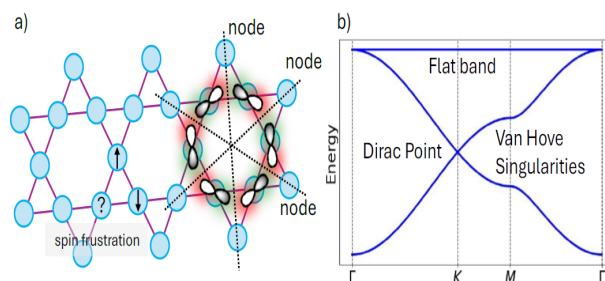 a)
node
node
node
?
spin frustration
b)
Energy
Flat band
Dirac Point
Van Hove
Singularities
Γ
K
M
Γ